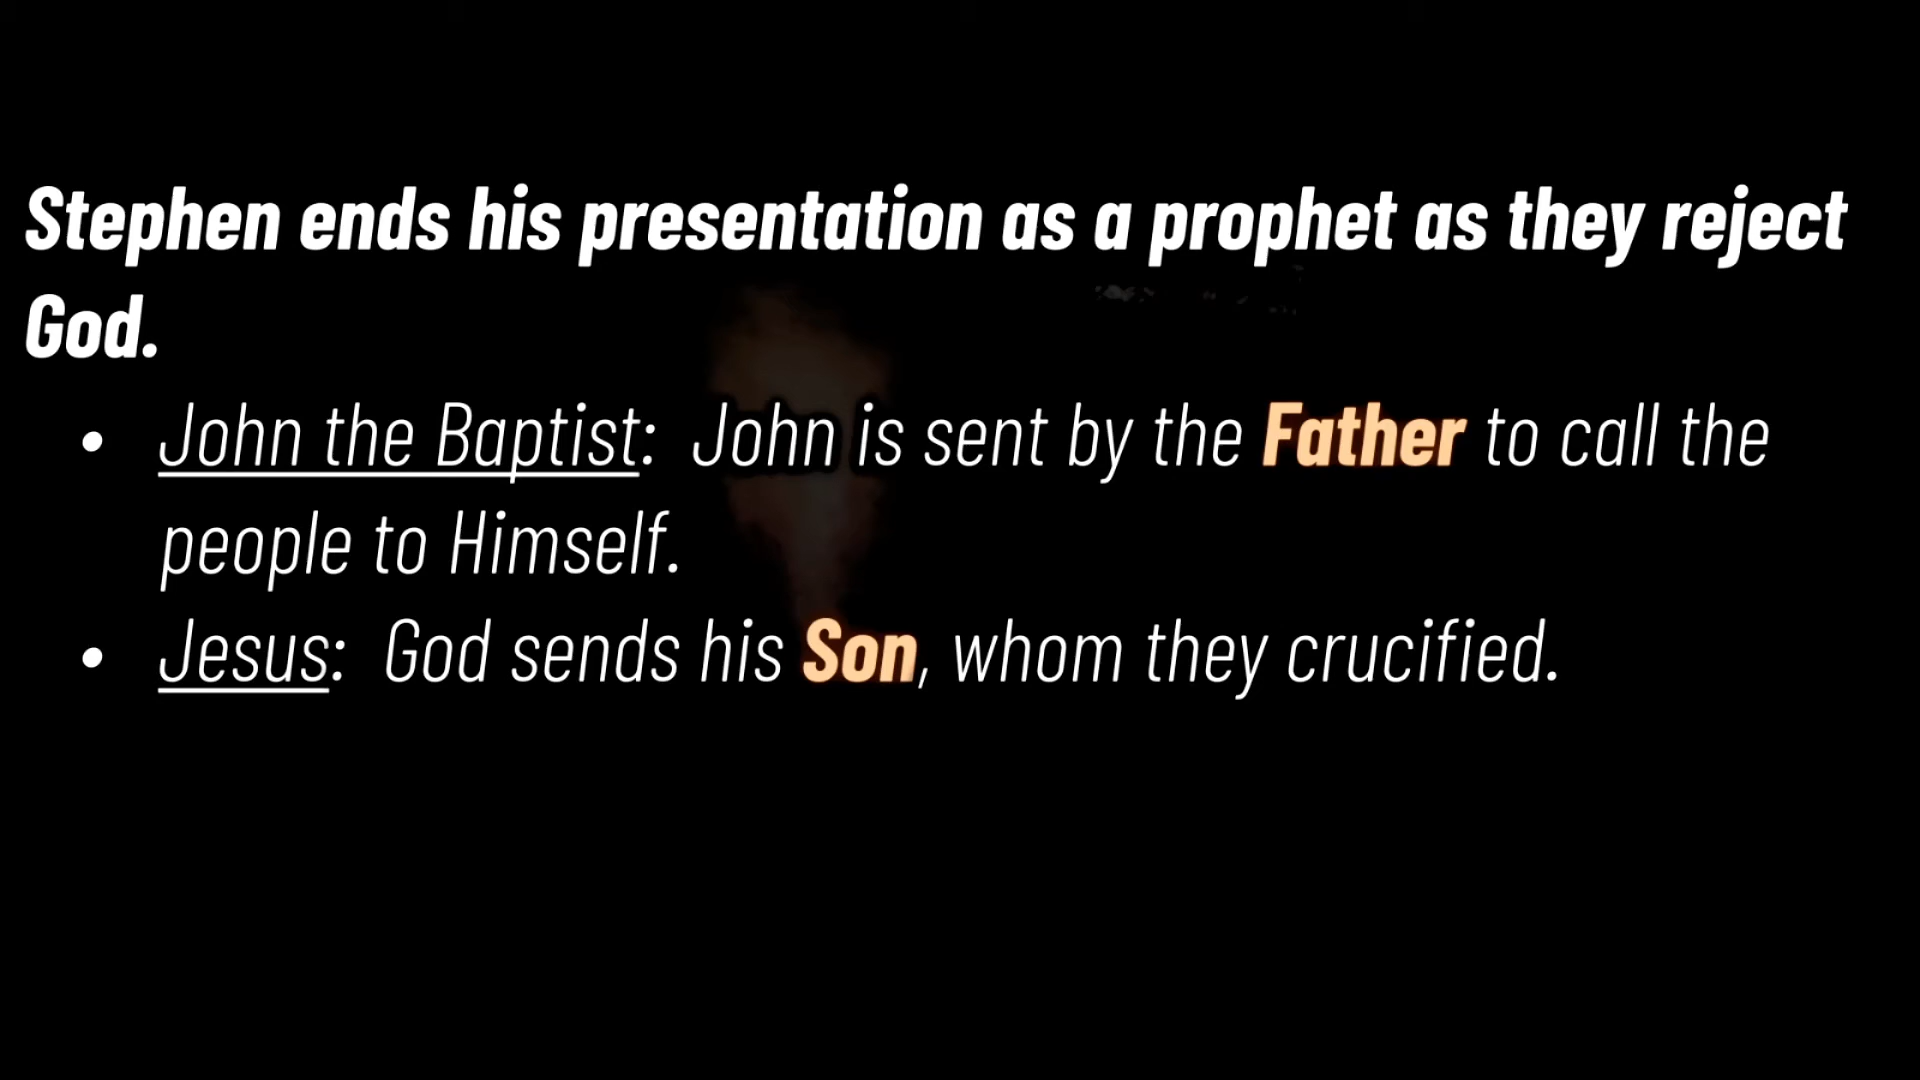 Stephen ends his presentation as a prophet as they reject
God.
• John the Baptist: John is sent by the Father to call the
people to Himself.
• Jesus: God sends his Son, whom they crucified.